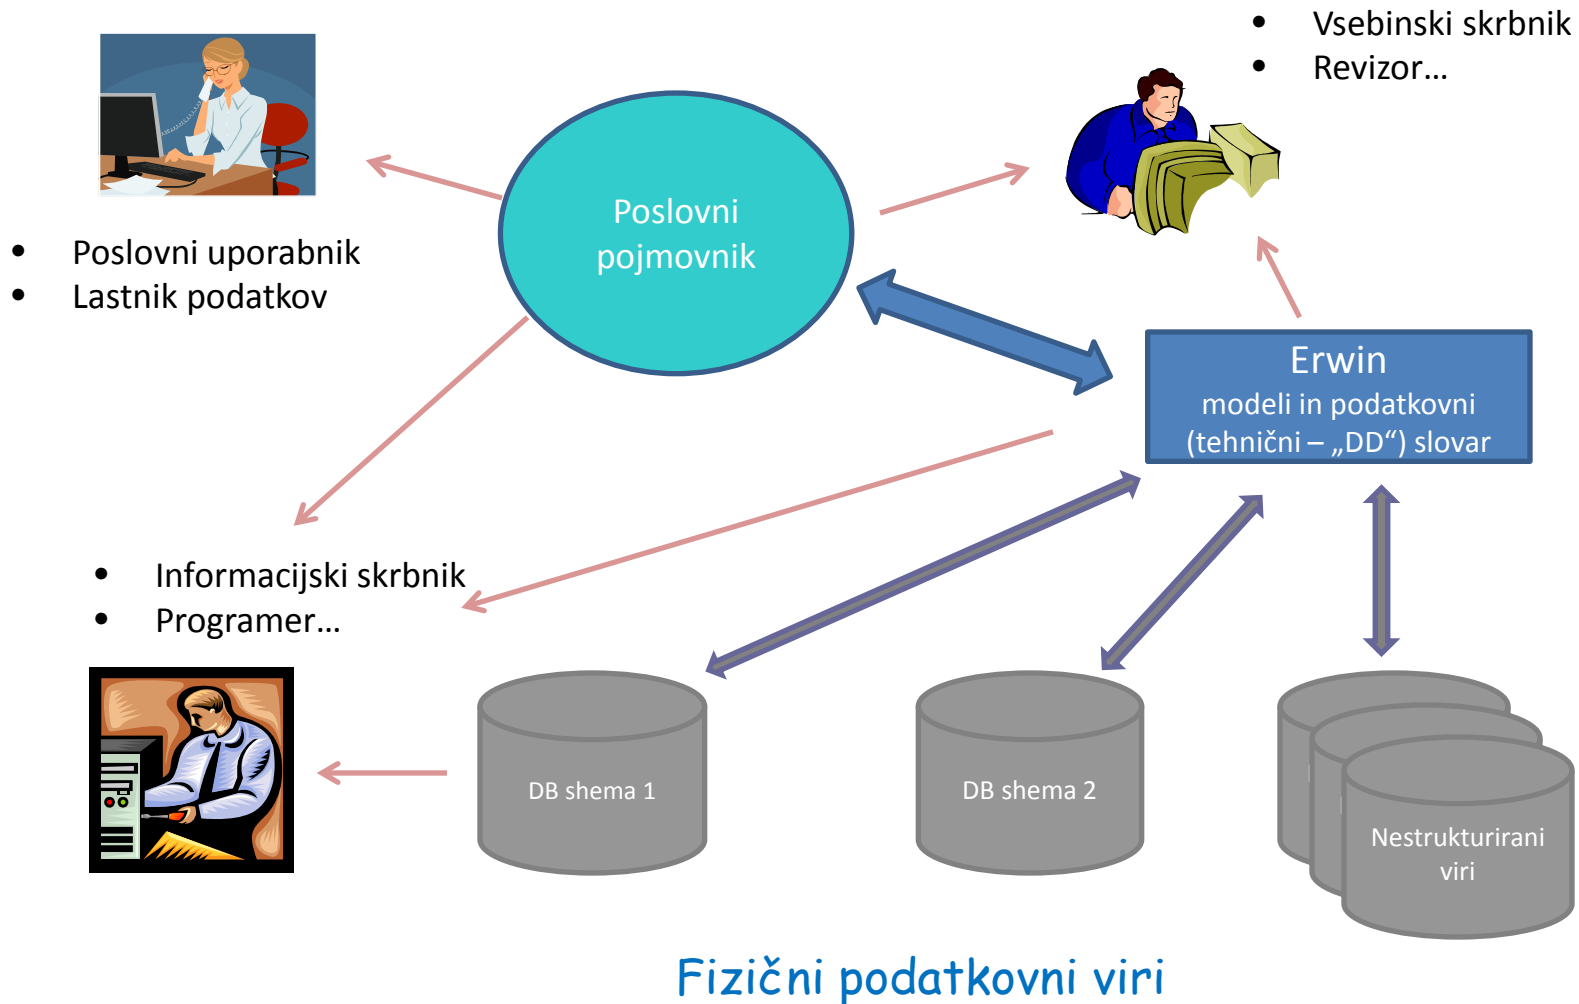 • Vsebinski skrbnik
• Revizor…
Poslovni
pojmovnik
• Poslovni uporabnik
• Lastnik podatkov
Erwin
modeli in podatkovni
(tehnični – „DD“) slovar
• Informacijski skrbnik
• Programer…
DB shema 1
DB shema 2
Nestrukturirani
viri
Fizični podatkovni viri